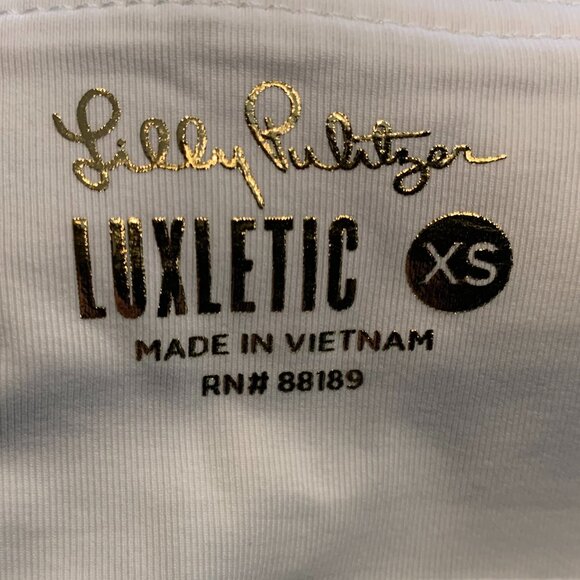 Lilly Pulitzer
LUXLETIC XS
MADE IN VIETNAM
RN# 88189